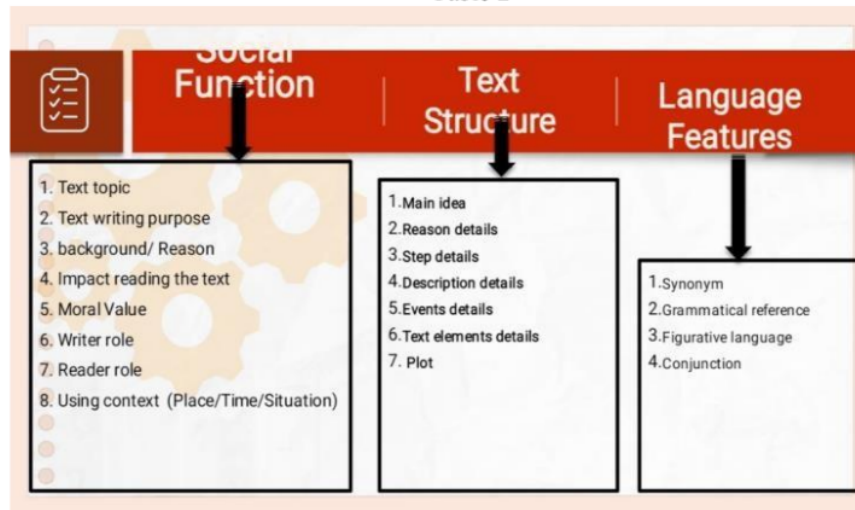 Social
Function
Text
Structure
Language
Features
1. Text topic
2. Text writing purpose
3. background/ Reason
4. Impact reading the text
5. Moral Value
6. Writer role
7. Reader role
8. Using context (Place/Time/Situation)
1.Main idea
2.Reason details
3.Step details
4.Description details
5.Events details
6.Text elements details
7. Plot
1.Synonym
2.Grammatical reference
3.Figurative language
4.Conjunction